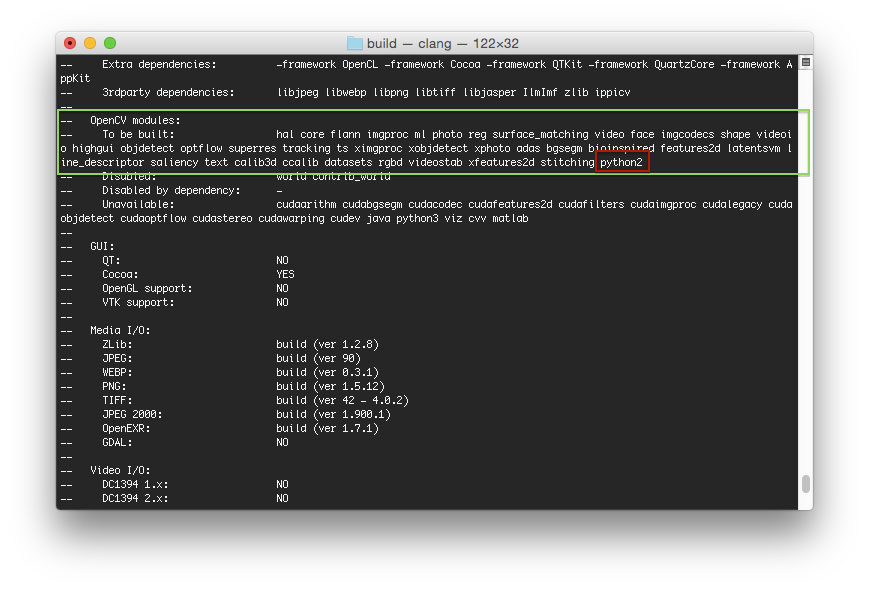 build — clang — 122×32
--     Extra dependencies:          -framework OpenCL -framework Cocoa -framework QTKit -framework QuartzCore -framework A
ppKit
--     3rdparty dependencies:       libjpeg libwebp libpng libtiff libjasper IlmImf zlib ippicv
--
--   OpenCV modules:
--     To be built:                 hal core flann imgproc ml photo reg surface_matching video face imgcodecs shape videoi
o highgui objdetect optflow superres tracking ts ximgproc xobjdetect xphoto adas bgsegm bioinspired features2d latentsvm l
ine_descriptor saliency text calib3d ccalib datasets rgbd videostab xfeatures2d stitching python2
--     Disabled:                    world contrib_world
--     Disabled by dependency:      -
--     Unavailable:                 cudaarithm cudabgsegm cudacodec cudafeatures2d cudafilters cudaimgproc cudalegacy cuda
objdetect cudaoptflow cudastereo cudawarping cudev java python3 viz cvv matlab
--
--   GUI:
--     QT:                          NO
--     Cocoa:                       YES
--     OpenGL support:              NO
--     VTK support:                 NO
--
--   Media I/O:
--     ZLib:                        build (ver 1.2.8)
--     JPEG:                        build (ver 90)
--     WEBP:                        build (ver 0.3.1)
--     PNG:                         build (ver 1.5.12)
--     TIFF:                        build (ver 42 - 4.0.2)
--     JPEG 2000:                   build (ver 1.900.1)
--     OpenEXR:                     build (ver 1.7.1)
--     GDAL:                        NO
--
--   Video I/O:
--     DC1394 1.x:                  NO
--     DC1394 2.x:                  NO